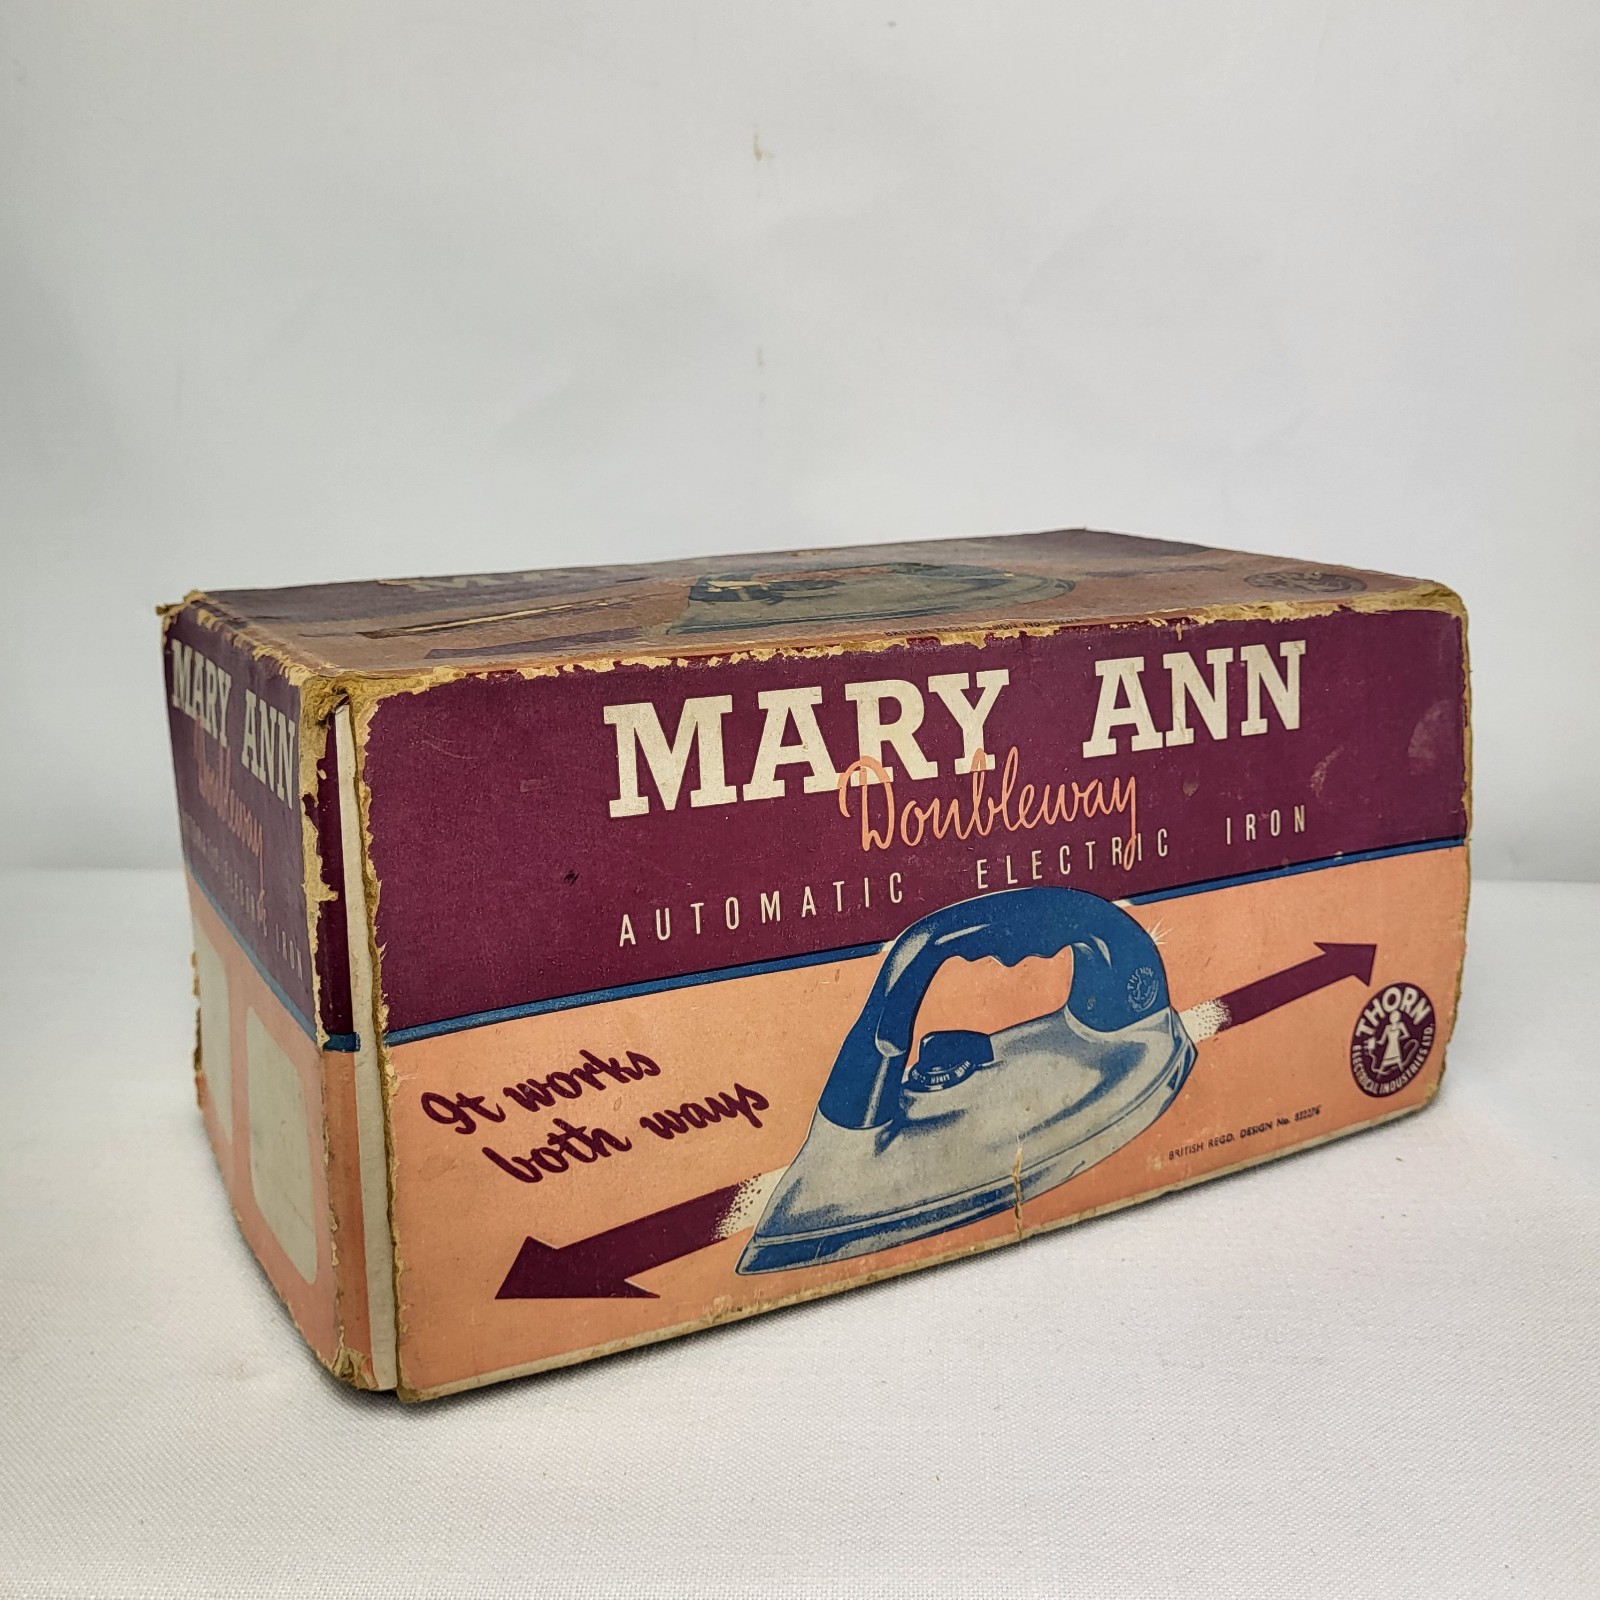 MARY ANN
Doubleway
AUTOMATIC ELECTRIC IRON
It works
both ways
THORN
ELECTRICAL INDUSTRIES LTD.
BRITISH REGD. DESIGN No.
MARY ANN
Doubleway
IRON